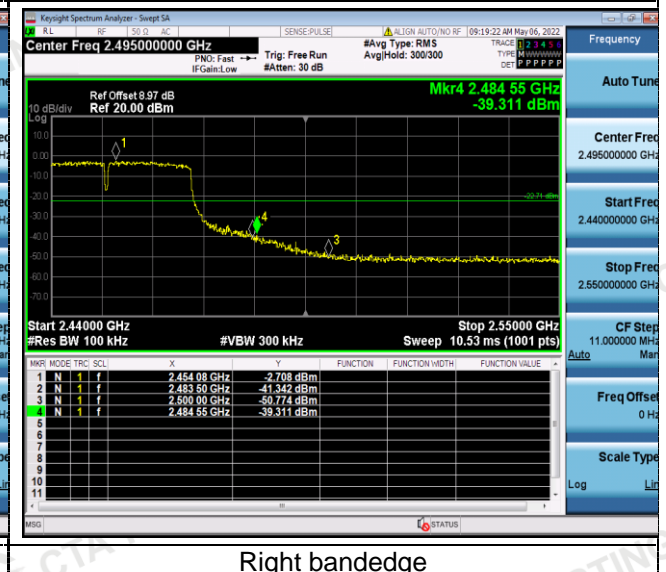 Keysight Spectrum Analyzer - Swept SA
RL RF 50 Ω AC SENSE:PULSE ALIGN AUTO/NO RF 09:19:22 AM May 06, 2022
Center Freq 2.495000000 GHz
PNO: Fast
IFGain:Low
Trig: Free Run
#Atten: 30 dB
#Avg Type: RMS
Avg|Hold: 300/300
TRACE 1 2 3 4 5 6
TYPE M WWWWW
DET P P P P P P
Ref Offset 8.97 dB
10 dB/div Ref 20.00 dBm
Log
Mkr4 2.484 55 GHz
-39.311 dBm
10.0
0.00
-10.0
-20.0
-30.0
-40.0
-50.0
-60.0
-70.0
1
4
3
-22.71 dBm
Start 2.44000 GHz Stop 2.55000 GHz
#Res BW 100 kHz #VBW 300 kHz Sweep 10.53 ms (1001 pts)
MKR MODE TRC SCL X Y FUNCTION FUNCTION WIDTH FUNCTION VALUE
1 N 1 f 2.454 08 GHz -2.708 dBm
2 N 1 f 2.483 50 GHz -41.342 dBm
3 N 1 f 2.500 00 GHz -50.774 dBm
4 N 1 f 2.484 55 GHz -39.311 dBm
5
6
7
8
9
10
11
MSG STATUS
Frequency
Auto Tune
Center Freq
2.495000000 GHz
Start Freq
2.440000000 GHz
Stop Freq
2.550000000 GHz
CF Step
11.000000 MHz
Auto Man
Freq Offset
0 Hz
Scale Type
Log Lin
Right bandedge